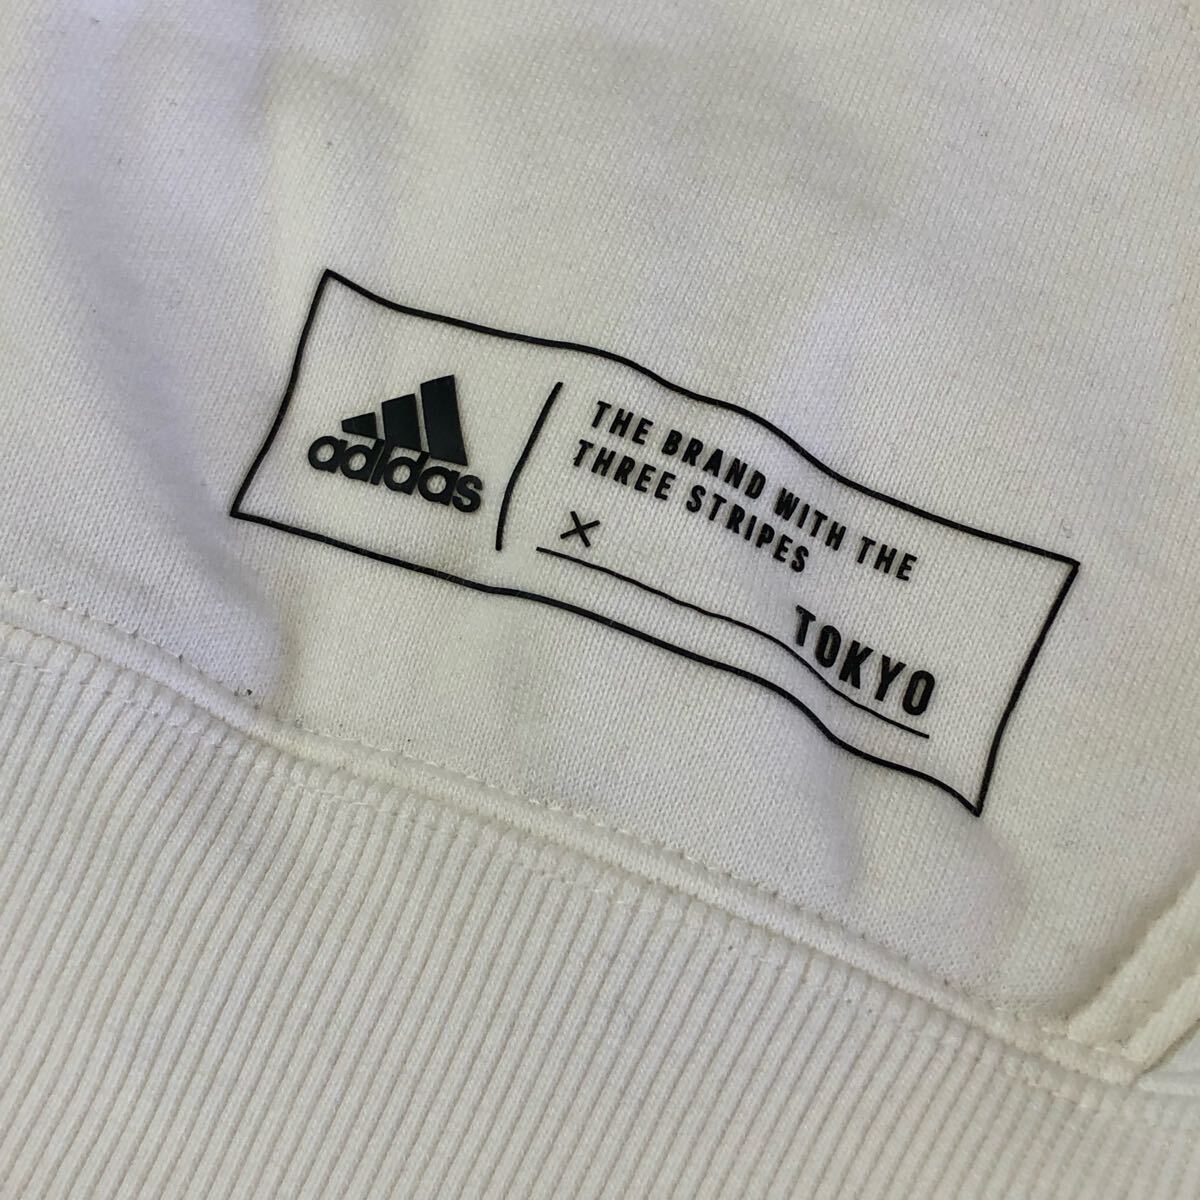 adidas
THE BRAND WITH THE
THREE STRIPES
X
TOKYO